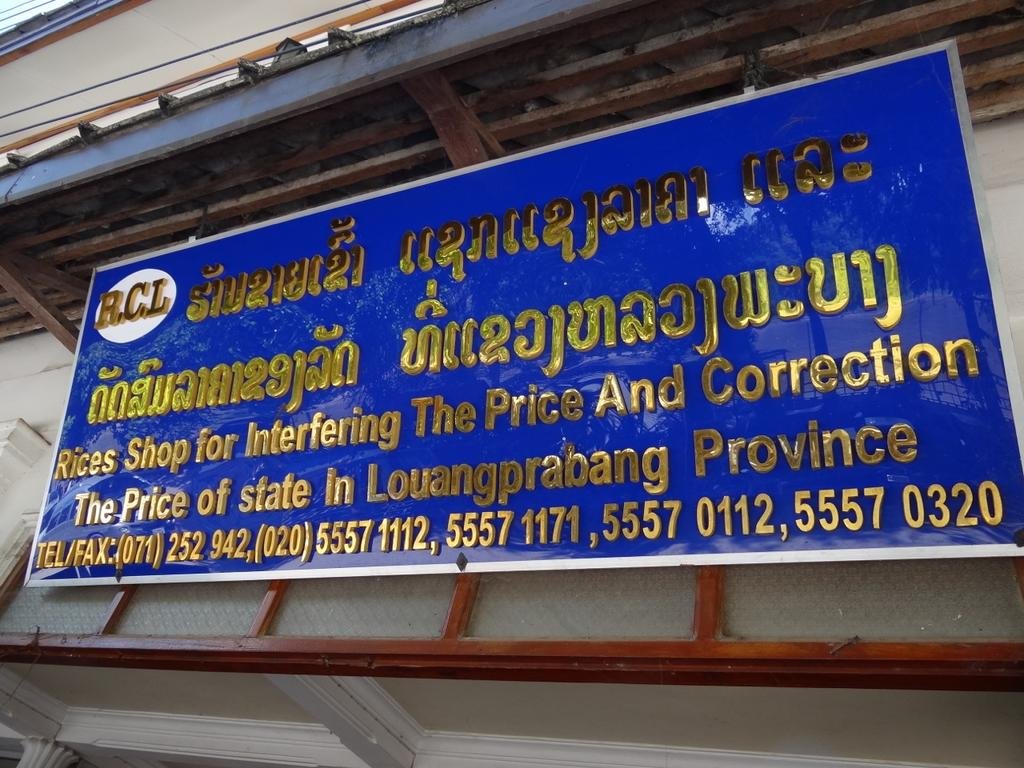 R.C.L ຮ້ານຂາຍເຂົ້າ ແຊກແຊງລາຄາ ແລະ
ດັດສົມລາຄາຂອງລັດ ທີ່ແຂວງຫລວງພະບາງ
Rices Shop for Interfering The Price And Correction
The Price of state In Louangprabang Province
TEL/FAX:(071) 252 942,(020) 5557 1112, 5557 1171 ,5557 0112,5557 0320